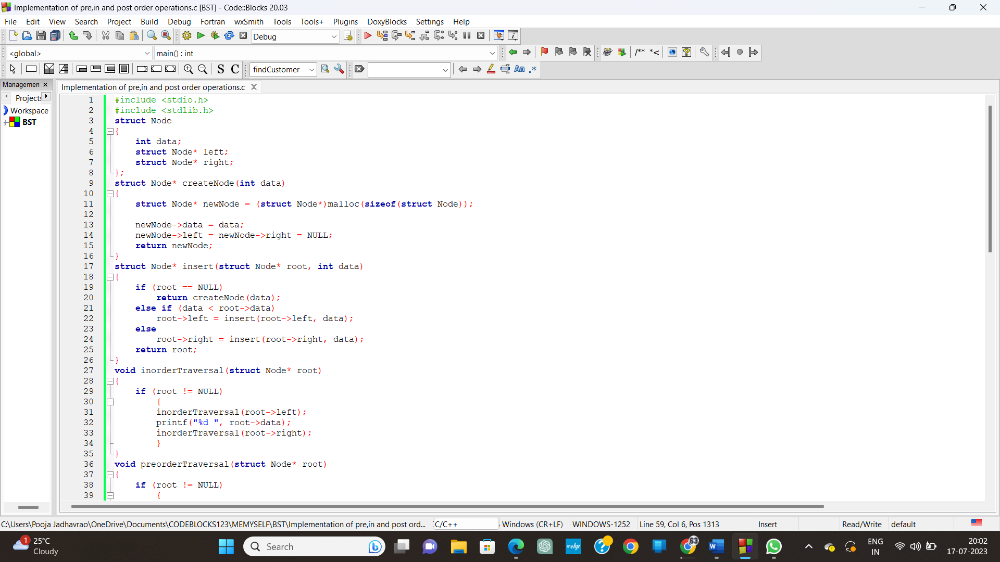 Implementation of pre,in and post order operations.c [BST] - Code::Blocks 20.03
File Edit View Search Project Build Debug Fortran wxSmith Tools Tools+ Plugins DoxyBlocks Settings Help
Debug
<global> main() : int /** *<
S C findCustomer Aa .*
Managemen Implementation of pre,in and post order operations.c
Projects
Workspace
BST
1 #include <stdio.h>
2 #include <stdlib.h>
3 struct Node
4 {
5 int data;
6 struct Node* left;
7 struct Node* right;
8 };
9 struct Node* createNode(int data)
10 {
11 struct Node* newNode = (struct Node*)malloc(sizeof(struct Node));
12
13 newNode->data = data;
14 newNode->left = newNode->right = NULL;
15 return newNode;
16 }
17 struct Node* insert(struct Node* root, int data)
18 {
19 if (root == NULL)
20 return createNode(data);
21 else if (data < root->data)
22 root->left = insert(root->left, data);
23 else
24 root->right = insert(root->right, data);
25 return root;
26 }
27 void inorderTraversal(struct Node* root)
28 {
29 if (root != NULL)
30 {
31 inorderTraversal(root->left);
32 printf("%d ", root->data);
33 inorderTraversal(root->right);
34 }
35 }
36 void preorderTraversal(struct Node* root)
37 {
38 if (root != NULL)
39 {
C:\Users\Pooja Jadhavrao\OneDrive\Documents\CODEBLOCKS123\MEMYSELF\BST\Implementation of pre,in and post ord... C/C++ Windows (CR+LF) WINDOWS-1252 Line 59, Col 6, Pos 1313 Insert Read/Write default
1 25°C
Cloudy
Search
myhp
63
ENG
IN
20:02
17-07-2023